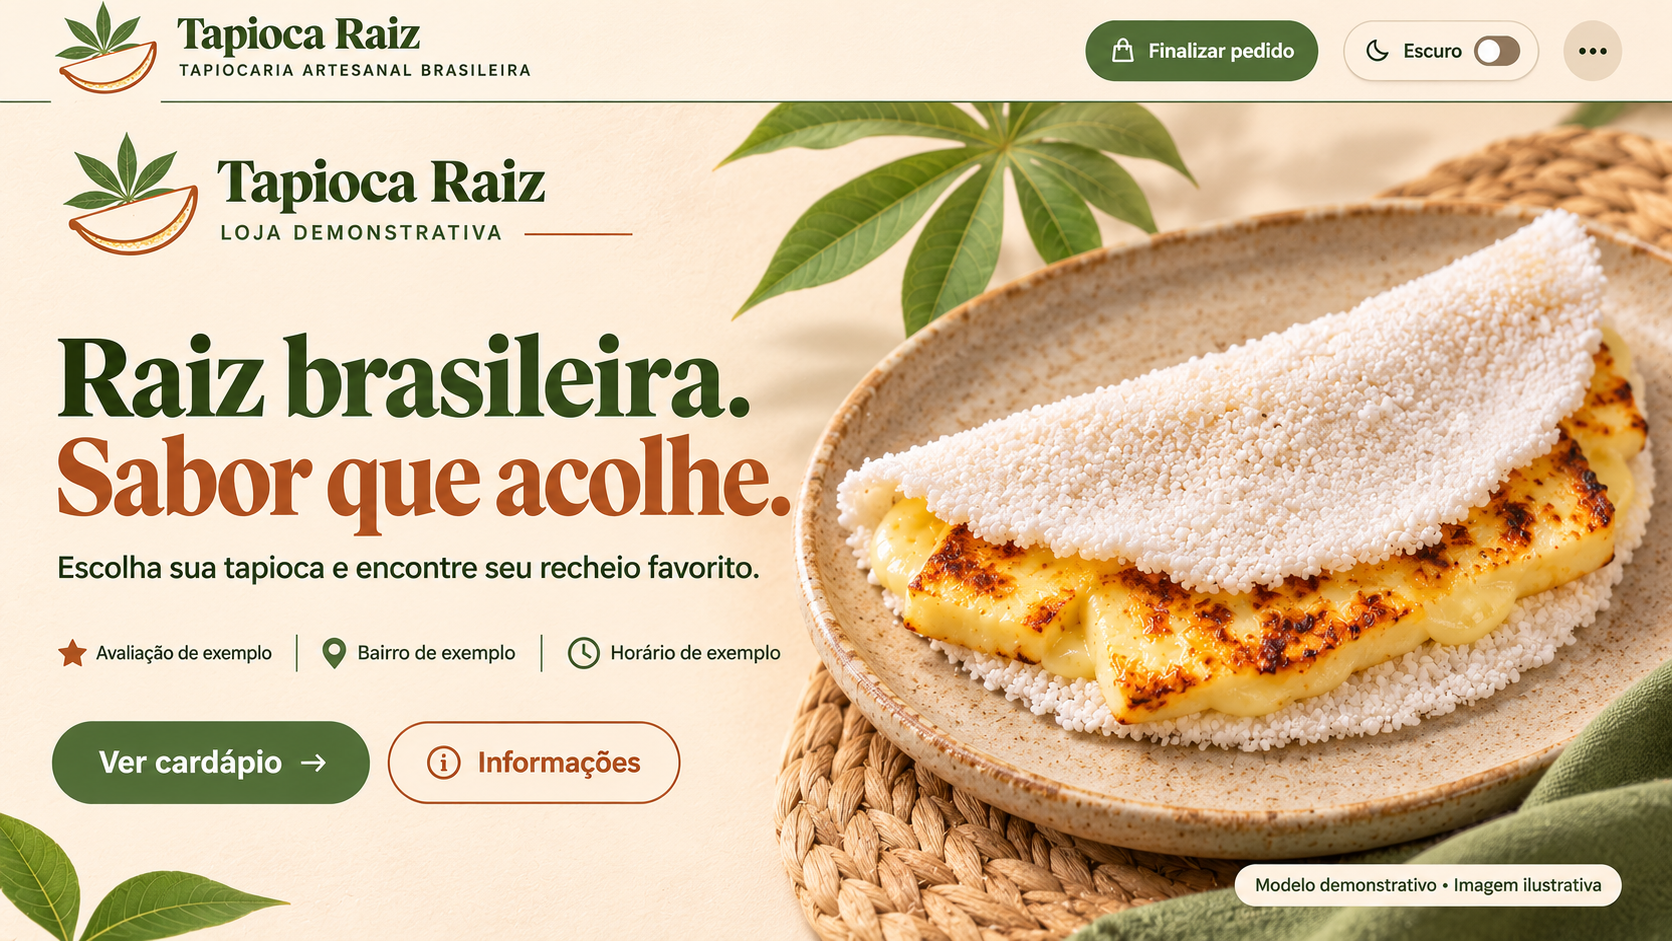 Tapioca Raiz
TAPIOCARIA ARTESANAL BRASILEIRA
Finalizar pedido
Escuro
Tapioca Raiz
LOJA DEMONSTRATIVA
Raiz brasileira.
Sabor que acolhe.
Escolha sua tapioca e encontre seu recheio favorito.
Avaliação de exemplo
Bairro de exemplo
Horário de exemplo
Ver cardápio →
Informações
Modelo demonstrativo • Imagem ilustrativa